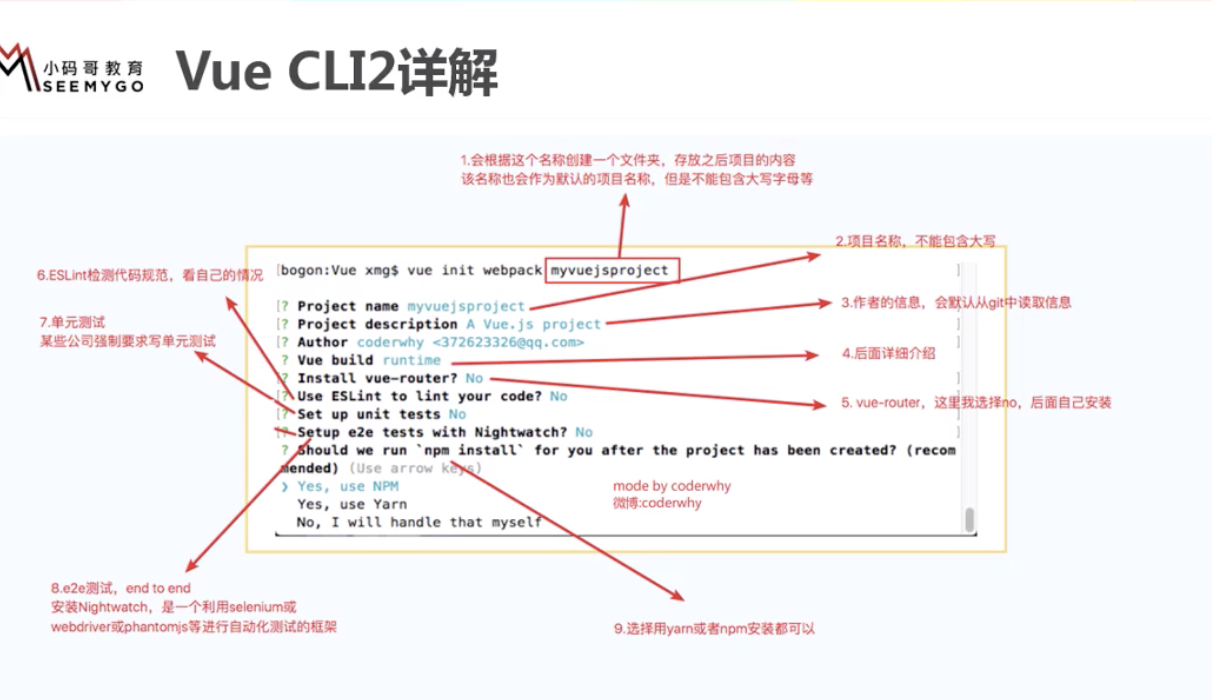 小码哥教育
SEEMYGO
Vue CLI2详解
1.会根据这个名称创建一个文件夹，存放之后项目的内容
该名称也会作为默认的项目名称，但是不能包含大写字母等
2.项目名称，不能包含大写
6.ESLint检测代码规范，看自己的情况
[bogon:Vue xmg$ vue init webpack myvuejsproject ]
3.作者的信息，会默认从git中读取信息
7.单元测试
某些公司强制要求写单元测试
[? Project name myvuejsproject ]
[? Project description A Vue.js project ]
[? Author coderwhy <372623326@qq.com> ]
? Vue build runtime
4.后面详细介绍
[? Install vue-router? No ]
[? Use ESLint to lint your code? No ]
5. vue-router，这里我选择no，后面自己安装
[? Set up unit tests No ]
[? Setup e2e tests with Nightwatch? No ]
? Should we run `npm install` for you after the project has been created? (recom
mended) (Use arrow keys)
❯ Yes, use NPM
Yes, use Yarn
No, I will handle that myself
mode by coderwhy
微博:coderwhy
8.e2e测试，end to end
安装Nightwatch，是一个利用selenium或
webdriver或phantomjs等进行自动化测试的框架
9.选择用yarn或者npm安装都可以